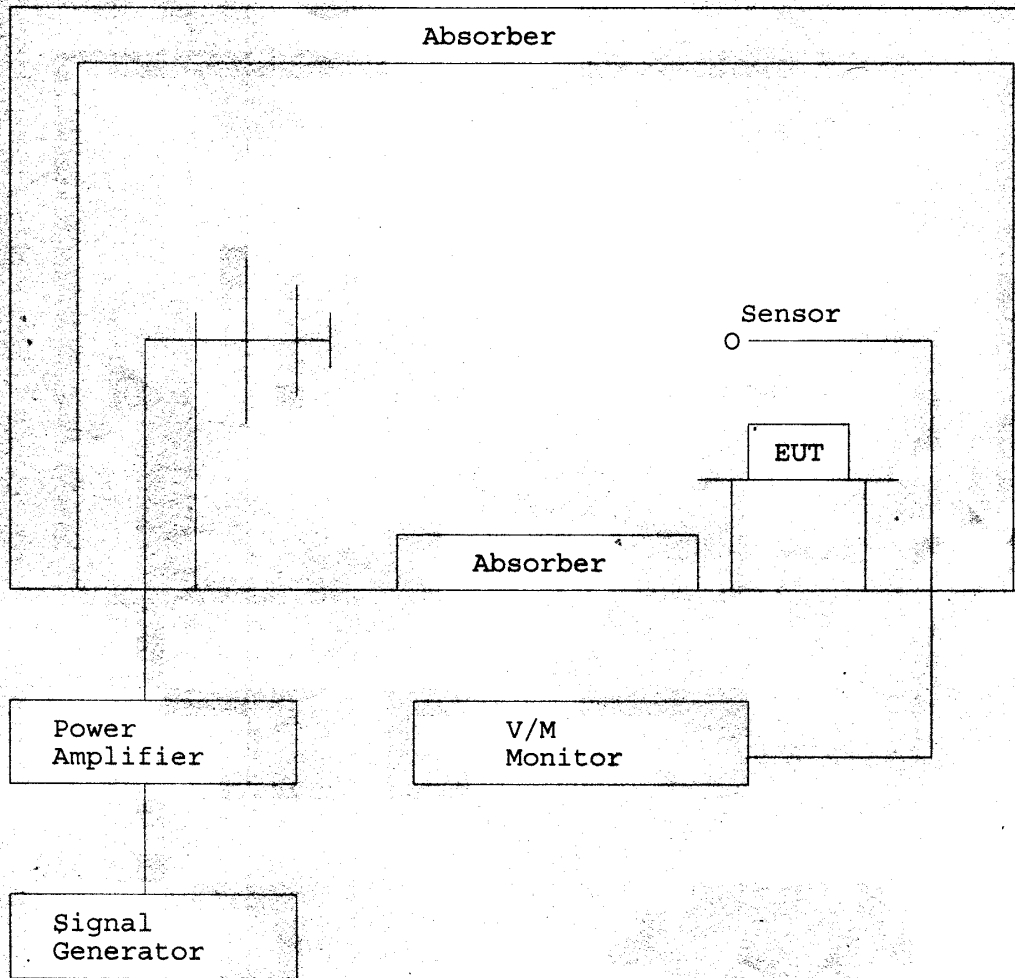 Absorber
Sensor
EUT
Absorber
Power
Amplifier
V/M
Monitor
Signal
Generator